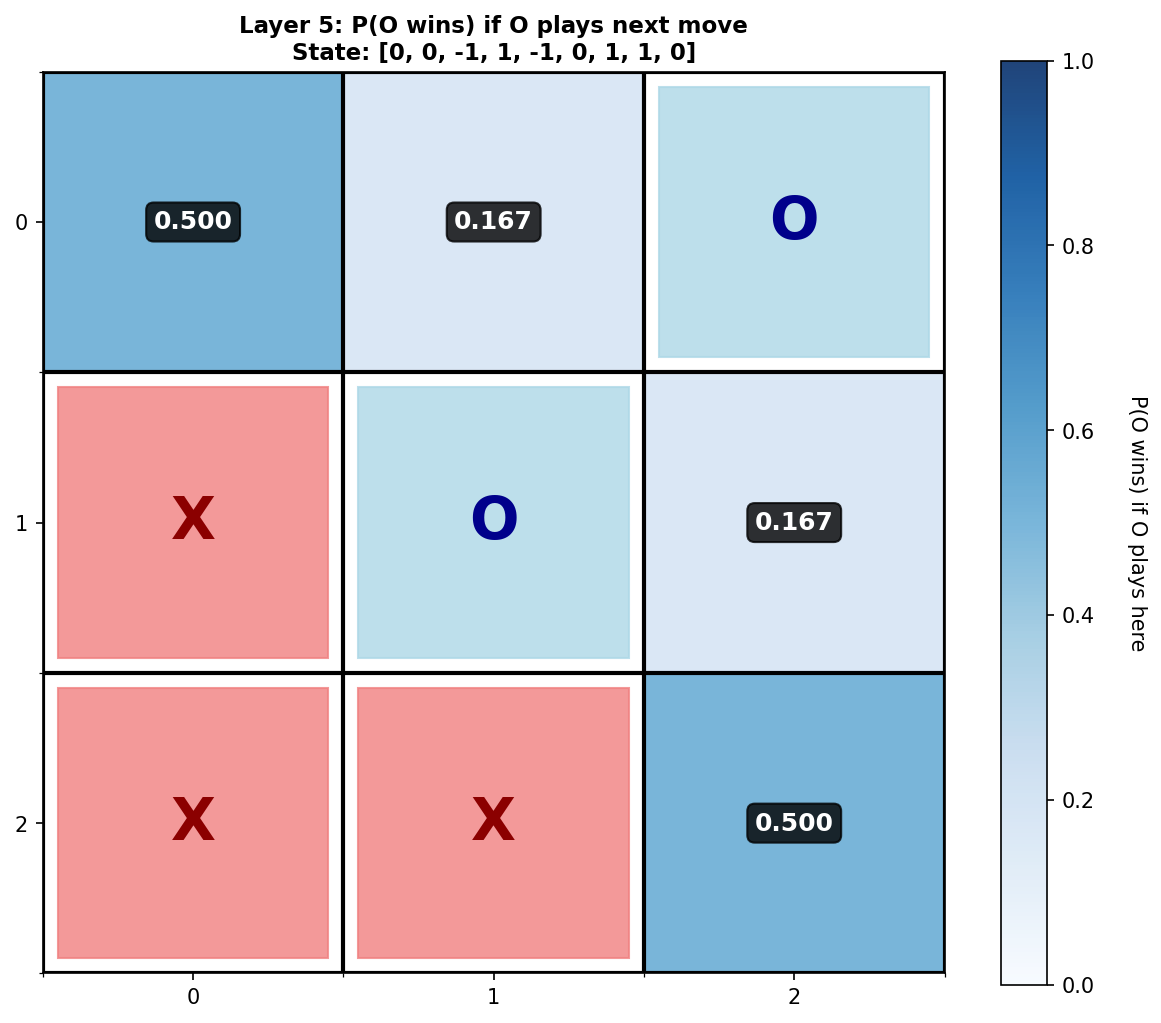 Layer 5: P(O wins) if O plays next move
State: [0, 0, -1, 1, -1, 0, 1, 1, 0]
0
0.500
0.167
O
1
X
O
0.167
2
X
X
0.500
0
1
2
1.0
0.8
0.6
0.4
0.2
0.0
P(O wins) if O plays here